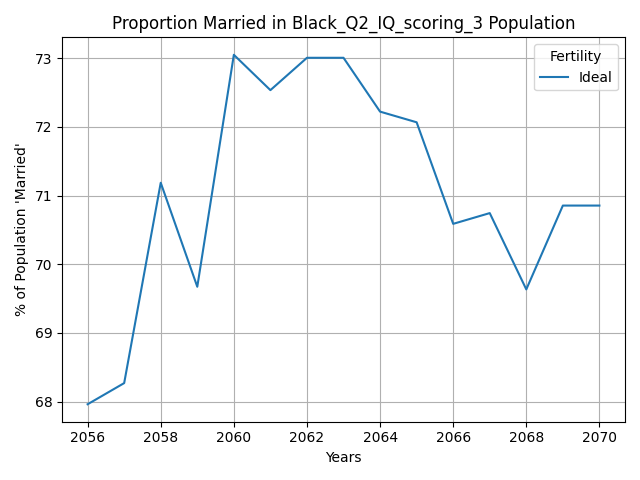 Proportion Married in Black_Q2_IQ_scoring_3 Population
Fertility
Ideal
% of Population 'Married'
73
72
71
70
69
68
2056 2058 2060 2062 2064 2066 2068 2070
Years